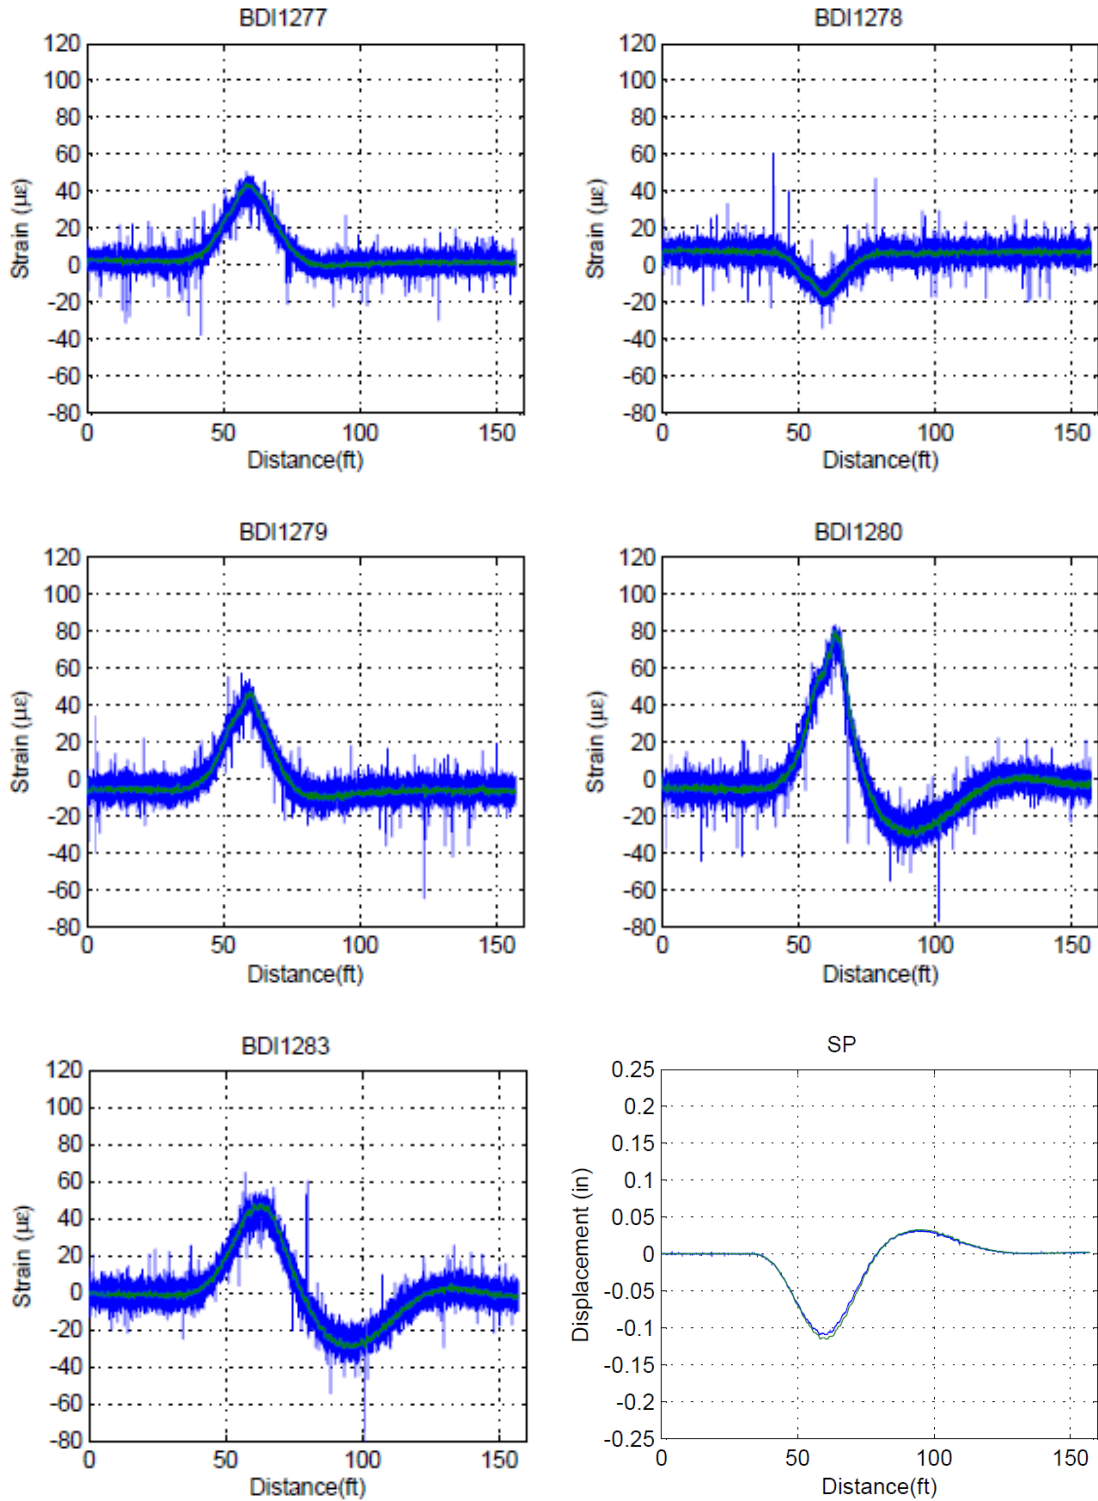 BDI1277
120
100
80
60
40
20
0
-20
-40
-60
-80
Strain (με)
0 50 100 150
Distance(ft)
BDI1278
120
100
80
60
40
20
0
-20
-40
-60
-80
Strain (με)
0 50 100 150
Distance(ft)
BDI1279
120
100
80
60
40
20
0
-20
-40
-60
-80
Strain (με)
0 50 100 150
Distance(ft)
BDI1280
120
100
80
60
40
20
0
-20
-40
-60
-80
Strain (με)
0 50 100 150
Distance(ft)
BDI1283
120
100
80
60
40
20
0
-20
-40
-60
-80
Strain (με)
0 50 100 150
Distance(ft)
SP
0.25
0.2
0.15
0.1
0.05
0
-0.05
-0.1
-0.15
-0.2
-0.25
Displacement (in)
0 50 100 150
Distance(ft)